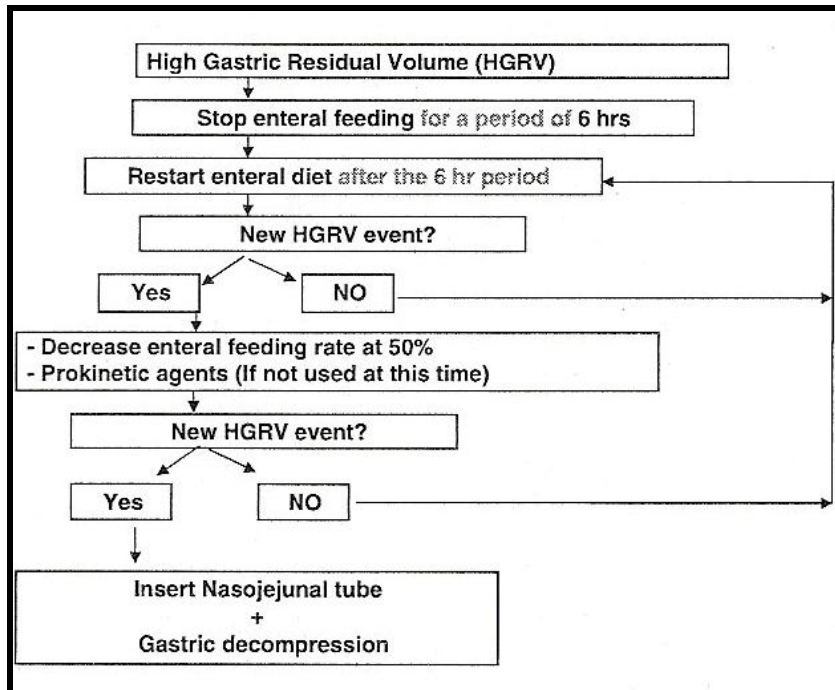 High Gastric Residual Volume (HGRV)
Stop enteral feeding for a period of 6 hrs
Restart enteral diet after the 6 hr period
New HGRV event?
Yes
NO
- Decrease enteral feeding rate at 50%
- Prokinetic agents (If not used at this time)
New HGRV event?
Yes
NO
Insert Nasojejunal tube
+
Gastric decompression